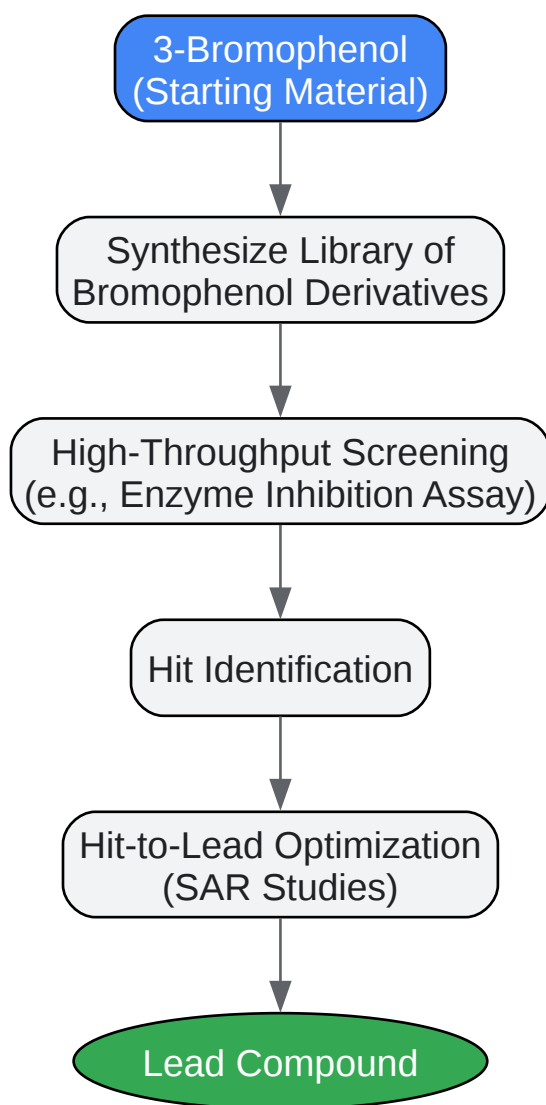 3-Bromophenol
(Starting Material)
Synthesize Library of
Bromophenol Derivatives
High-Throughput Screening
(e.g., Enzyme Inhibition Assay)
Hit Identification
Hit-to-Lead Optimization
(SAR Studies)
Lead Compound